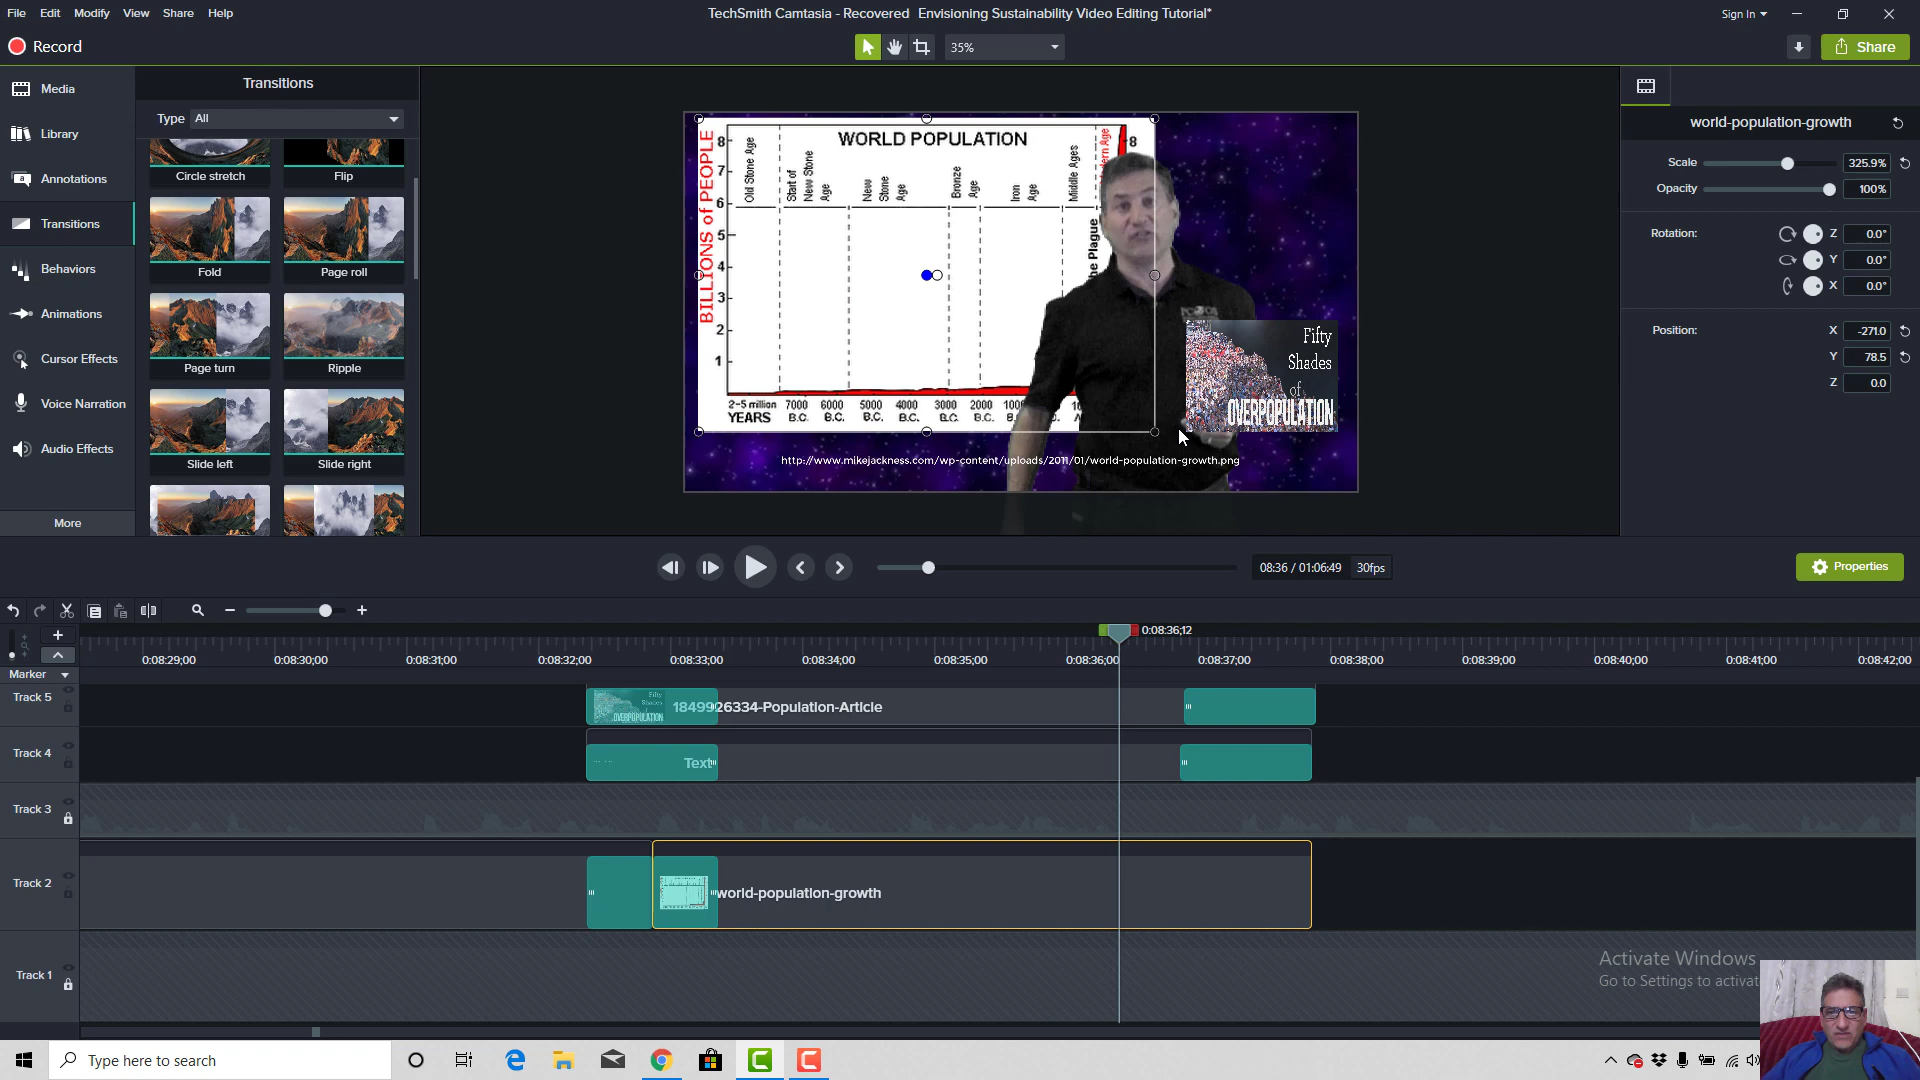 File Edit Modify View Share Help
TechSmith Camtasia - Recovered Envisioning Sustainability Video Editing Tutorial*
Sign In
Record
35%
Share
Media
Library
Annotations
Transitions
Behaviors
Animations
Cursor Effects
Voice Narration
Audio Effects
More
Transitions
Type All
Circle stretch Flip
Fold Page roll
Page turn Ripple
Slide left Slide right
WORLD POPULATION
BILLIONS of PEOPLE
8
7
6
5
4
3
2
1
8
Old Stone Age
Start of New Stone Age
New Stone Age
Bronze Age
Iron Age
Middle Ages
2-5 million 7000 6000 5000 4000 3000 2000
YEARS B.C. B.C. B.C. B.C. B.C. B.C.
Fifty
Shades
of
OVERPOPULATION
http://www.mikejackness.com/wp-content/uploads/2011/01/world-population-growth.png
world-population-growth
Scale 325.9%
Opacity 100%
Rotation: Z 0.0°
Y 0.0°
X 0.0°
Position: X -271.0
Y 78.5
Z 0.0
08:36 / 01:06:49 30fps
Properties
0:08:36;12
0:08:29;00 0:08:30;00 0:08:31;00 0:08:32;00 0:08:33;00 0:08:34;00 0:08:35;00 0:08:36;00 0:08:37;00 0:08:38;00 0:08:39;00 0:08:40;00 0:08:41;00 0:08:42;00
Marker
Track 5
1849926334-Population-Article
Track 4
Text
Track 3
Track 2
world-population-growth
Track 1
Activate Windows
Go to Settings to activat
Type here to search